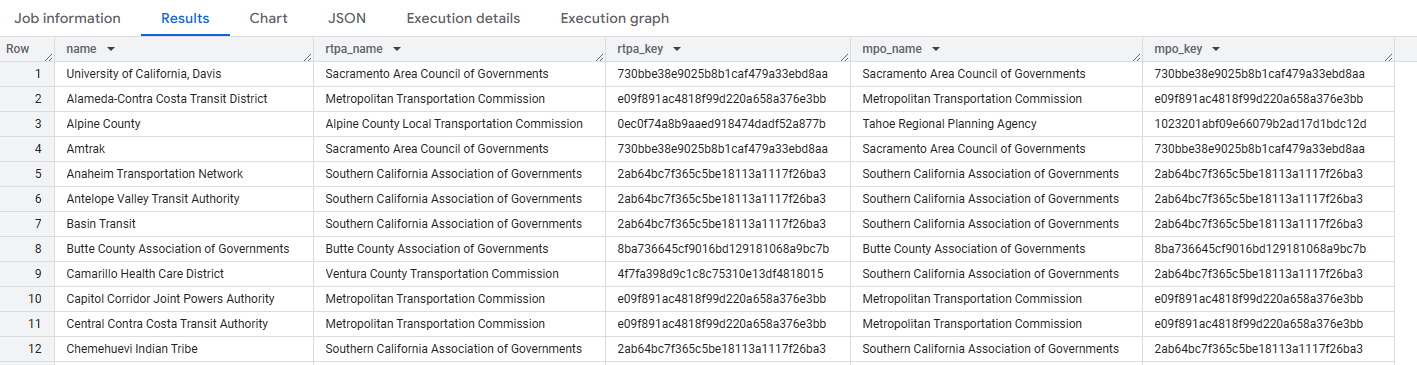 Job information Results Chart JSON Execution details Execution graph
Row name rtpa_name rtpa_key mpo_name mpo_key
1 University of California, Davis Sacramento Area Council of Governments 730bbe38e9025b8b1caf479a33ebd8aa Sacramento Area Council of Governments 730bbe38e9025b8b1caf479a33ebd8aa
2 Alameda-Contra Costa Transit District Metropolitan Transportation Commission e09f891ac4818f99d220a658a376e3bb Metropolitan Transportation Commission e09f891ac4818f99d220a658a376e3bb
3 Alpine County Alpine County Local Transportation Commission 0ec0f74a8b9aaed918474dadf52a877b Tahoe Regional Planning Agency 1023201abf09e66079b2ad17d1bdc12d
4 Amtrak Sacramento Area Council of Governments 730bbe38e9025b8b1caf479a33ebd8aa Sacramento Area Council of Governments 730bbe38e9025b8b1caf479a33ebd8aa
5 Anaheim Transportation Network Southern California Association of Governments 2ab64bc7f365c5be18113a1117f26ba3 Southern California Association of Governments 2ab64bc7f365c5be18113a1117f26ba3
6 Antelope Valley Transit Authority Southern California Association of Governments 2ab64bc7f365c5be18113a1117f26ba3 Southern California Association of Governments 2ab64bc7f365c5be18113a1117f26ba3
7 Basin Transit Southern California Association of Governments 2ab64bc7f365c5be18113a1117f26ba3 Southern California Association of Governments 2ab64bc7f365c5be18113a1117f26ba3
8 Butte County Association of Governments Butte County Association of Governments 8ba736645cf9016bd129181068a9bc7b Butte County Association of Governments 8ba736645cf9016bd129181068a9bc7b
9 Camarillo Health Care District Ventura County Transportation Commission 4f7fa398d9c1c8c75310e13df4818015 Southern California Association of Governments 2ab64bc7f365c5be18113a1117f26ba3
10 Capitol Corridor Joint Powers Authority Metropolitan Transportation Commission e09f891ac4818f99d220a658a376e3bb Metropolitan Transportation Commission e09f891ac4818f99d220a658a376e3bb
11 Central Contra Costa Transit Authority Metropolitan Transportation Commission e09f891ac4818f99d220a658a376e3bb Metropolitan Transportation Commission e09f891ac4818f99d220a658a376e3bb
12 Chemehuevi Indian Tribe Southern California Association of Governments 2ab64bc7f365c5be18113a1117f26ba3 Southern California Association of Governments 2ab64bc7f365c5be18113a1117f26ba3